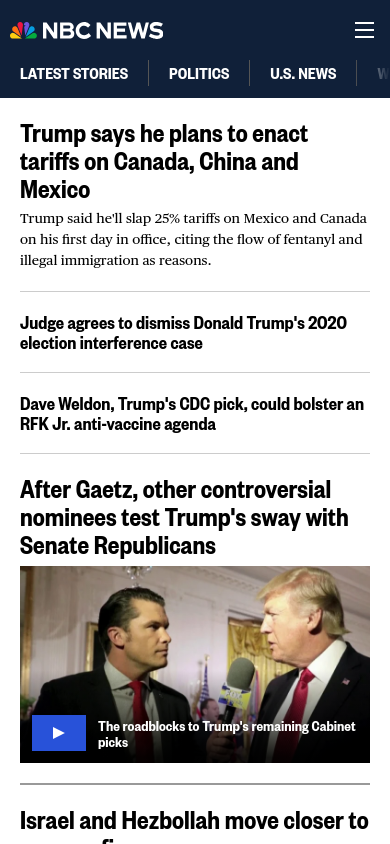 NBC NEWS
LATEST STORIES
POLITICS
U.S. NEWS
Trump says he plans to enact
tariffs on Canada, China and
Mexico
Trump said he'll slap 25% tariffs on Mexico and Canada
on his first day in office, citing the flow of fentanyl and
illegal immigration as reasons.
Judge agrees to dismiss Donald Trump's 2020
election interference case
Dave Weldon, Trump's CDC pick, could bolster an
RFK Jr. anti-vaccine agenda
After Gaetz, other controversial
nominees test Trump's sway with
Senate Republicans
The roadblocks to Trump's remaining Cabinet
picks
Israel and Hezbollah move closer to